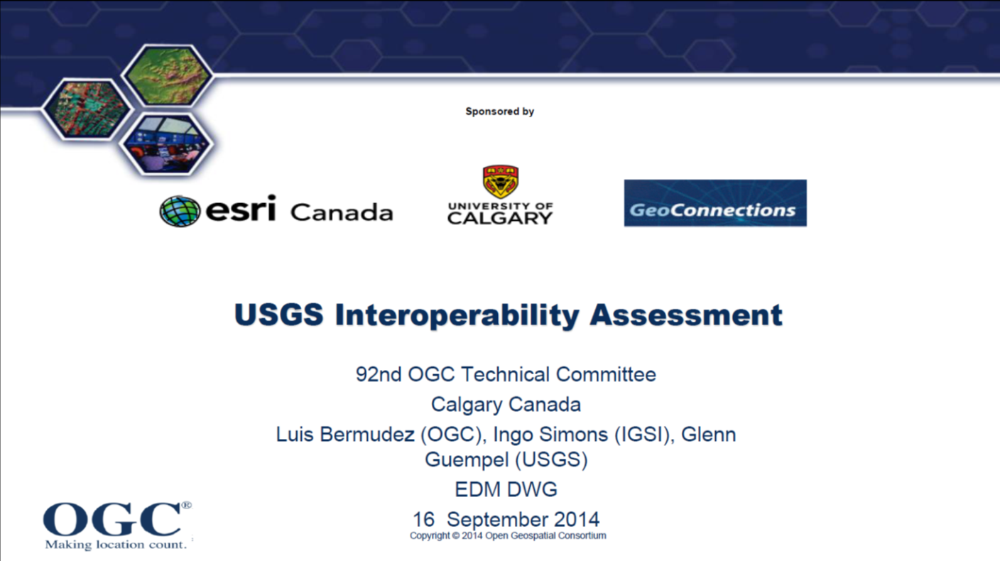 Sponsored by
esri Canada
UNIVERSITY OF
CALGARY
GeoConnections
USGS Interoperability Assessment
92nd OGC Technical Committee
Calgary Canada
Luis Bermudez (OGC), Ingo Simons (IGSI), Glenn
Guempel (USGS)
EDM DWG
16 September 2014
Copyright © 2014 Open Geospatial Consortium
OGC®
Making location count.